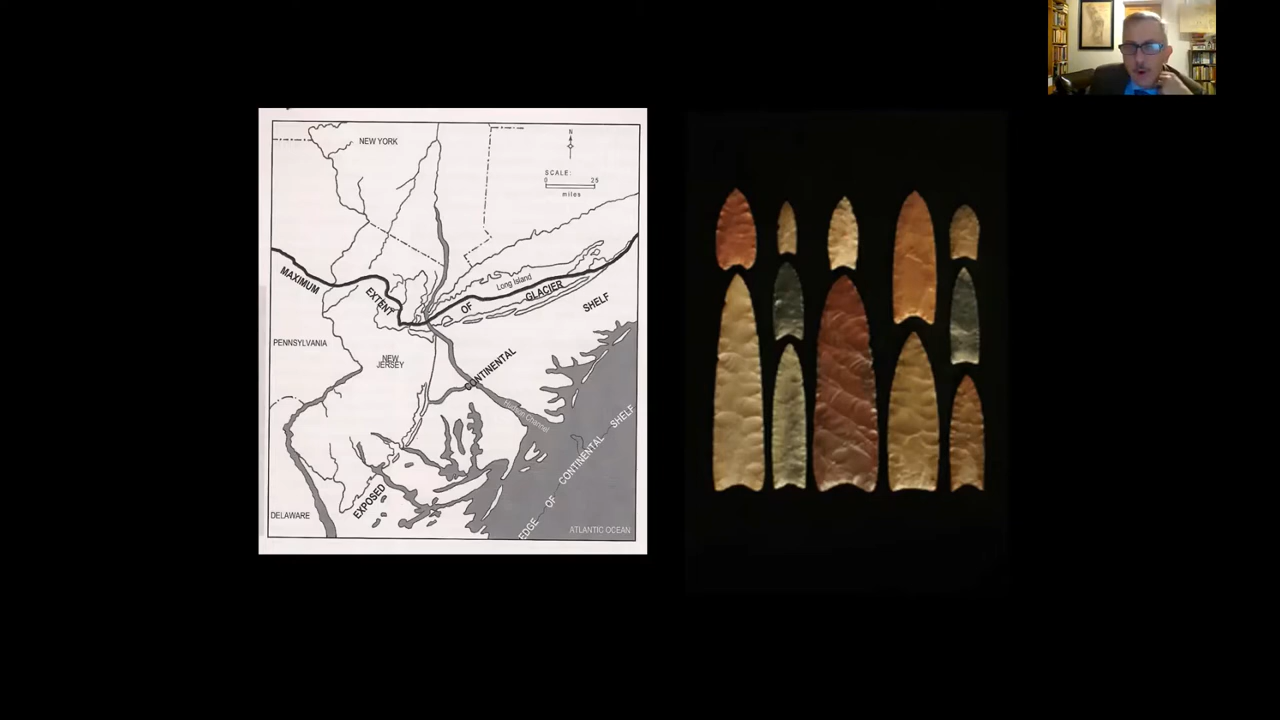 NEW YORK
N
SCALE:
0 25
miles
MAXIMUM
EXTENT
OF
GLACIER
Long Island
SHELF
PENNSYLVANIA
NEW
JERSEY
CONTINENTAL
Hudson Channel
EXPOSED
DELAWARE
EDGE OF CONTINENTAL SHELF
ATLANTIC OCEAN